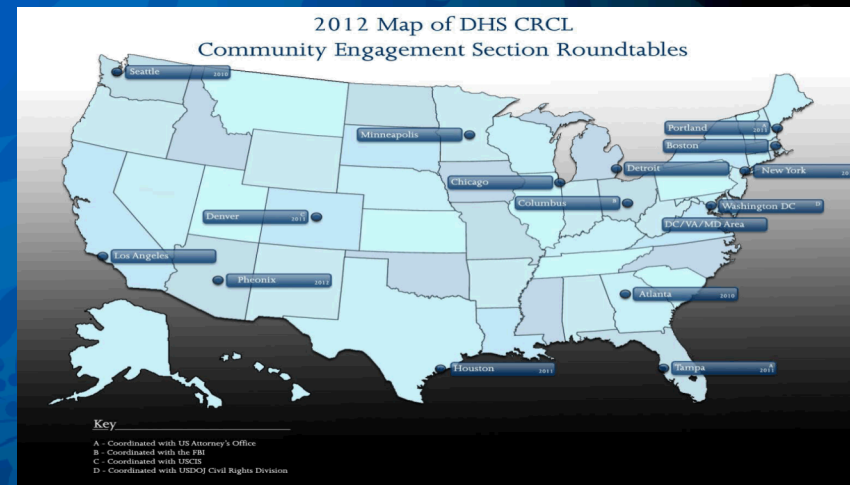 2012 Map of DHS CRCL
Community Engagement Section Roundtables
Seattle 2010
Minneapolis
Portland A 2011
Boston
Detroit
New York
Chicago
Columbus B
Washington DC D
DC/VA/MD Area
Denver C 2011
Los Angeles
Pheonix 2012
Atlanta 2010
Houston 2011
Tampa A 2011
Key
A - Coordinated with US Attorney's Office
B - Coordinated with the FBI
C - Coordinated with USCIS
D - Coordinated with USDOJ Civil Rights Division